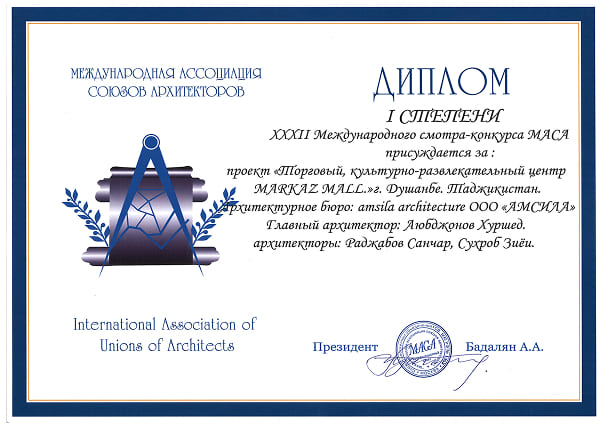 МЕЖДУНАРОДНАЯ АССОЦИАЦИЯ
СОЮЗОВ АРХИТЕКТОРОВ
ДИПЛОМ
I СТЕПЕНИ
XXXII Международного смотра-конкурса МАСА
присуждается за :
проект «Торговый, культурно-развлекательный центр
MARKAZ MALL.»г. Душанбе. Таджикистан.
Архитектурное бюро: amsila architecture ООО «АМСИЛА»
Главный архитектор: Люб джонов Хуршед.
архитекторы: Раджабов Санчар, Сухроб Зиёи.
International Association of
Unions of Architects
Президент
МАСА
Бадалян А.А.